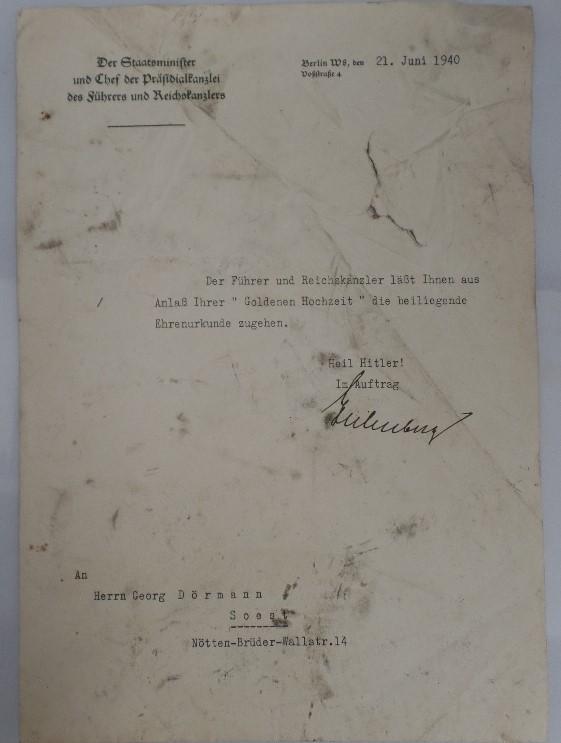 Der Staatsminister
und Chef der Präsidialkanzlei
des Führers und Reichskanzlers
Berlin W8, den 21. Juni 1940
Voßstraße 4
Der Führer und Reichskanzler läßt Ihnen aus
Anlaß Ihrer " Goldenen Hochzeit " die beiliegende
Ehrenurkunde zugehen.
Heil Hitler!
Im Auftrag
An
Herrn Georg Dörmann
Soest
Nötten-Brüder-Wallstr.14